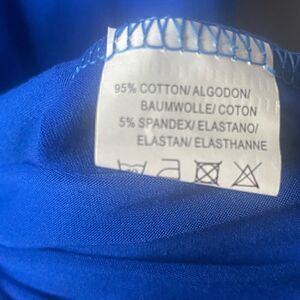 95% COTTON/ ALGODON/
BAUMWOLLE/ COTON
5% SPANDEX/ ELASTANO/
ELASTAN/ ELASTHANNE